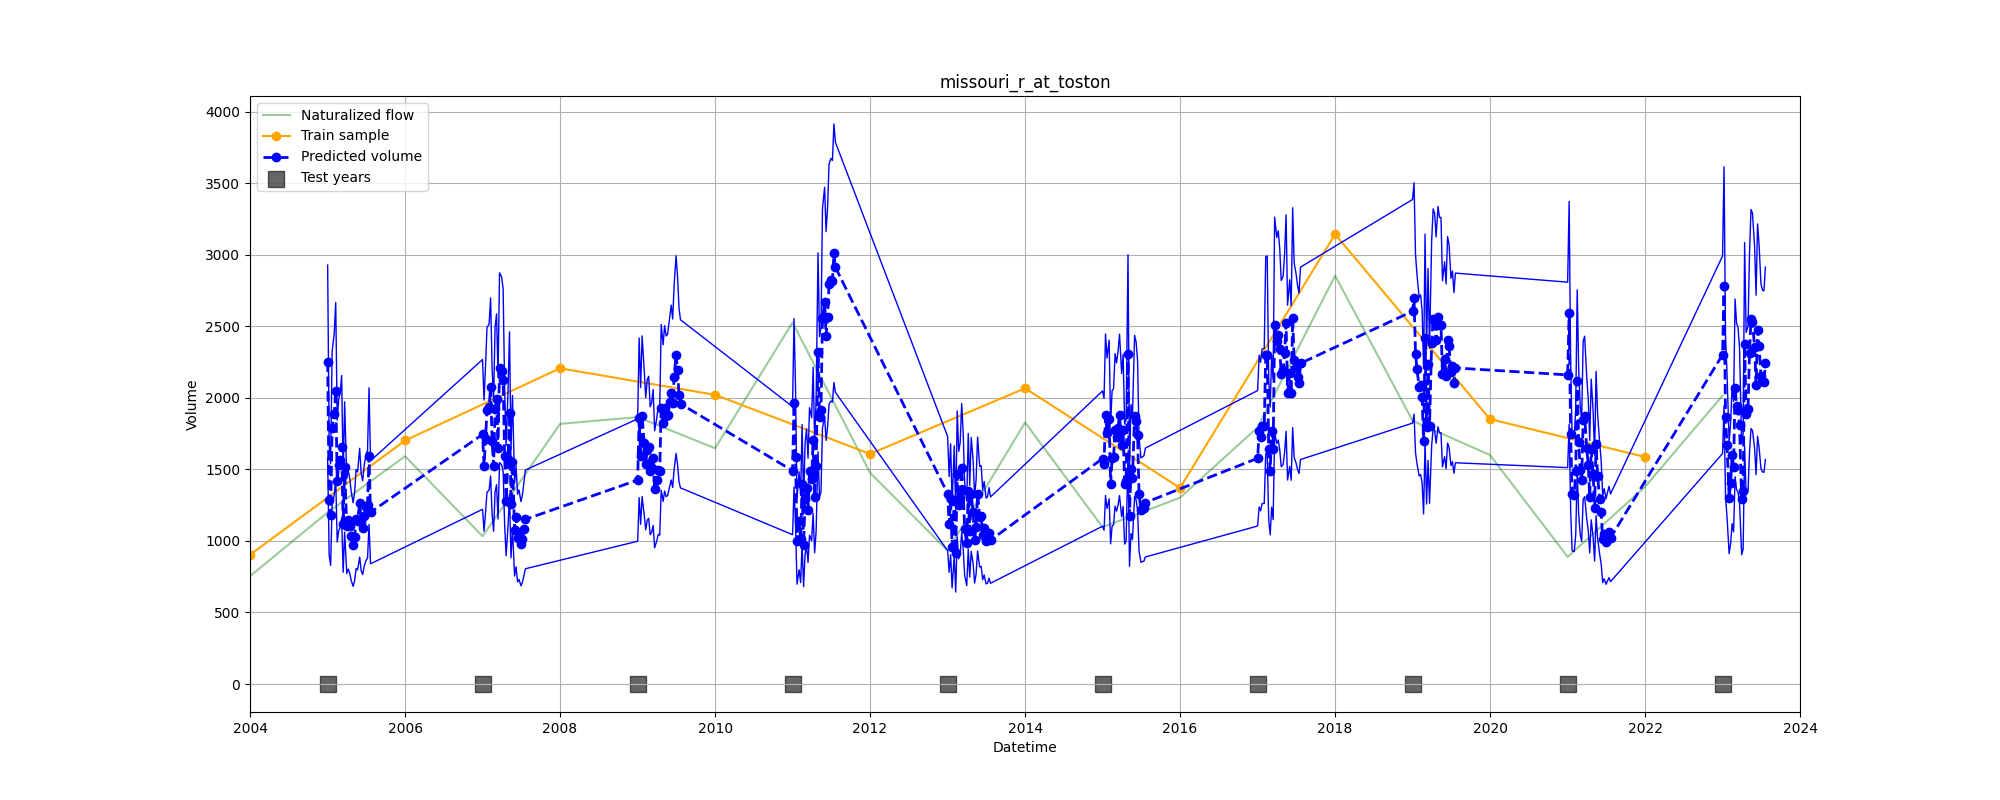 missouri_r_at_toston
Naturalized flow
Train sample
Predicted volume
Test years
Volume
4000
3500
3000
2500
2000
1500
1000
500
0
2004 2006 2008 2010 2012 2014 2016 2018 2020 2022 2024
Datetime